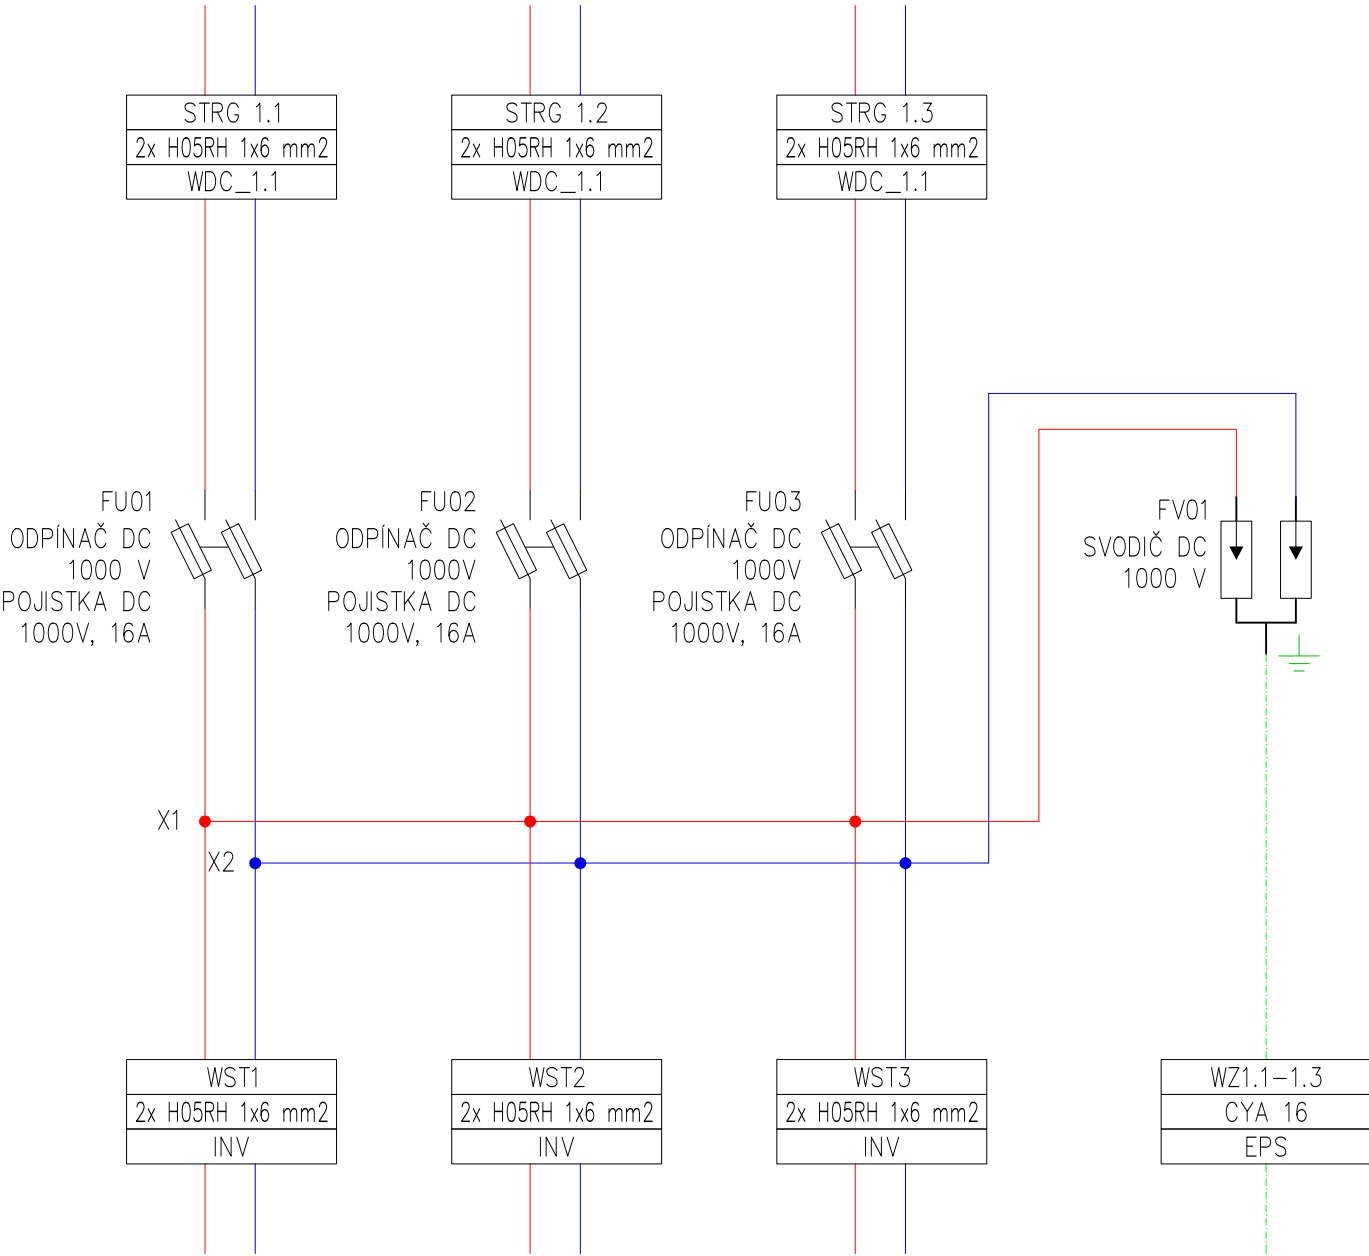 STRG 1.1
2x H05RH 1x6 mm2
WDC_1.1
STRG 1.2
2x H05RH 1x6 mm2
WDC_1.1
STRG 1.3
2x H05RH 1x6 mm2
WDC_1.1
FU01
ODPÍNAČ DC
1000 V
POJISTKA DC
1000V, 16A
FU02
ODPÍNAČ DC
1000V
POJISTKA DC
1000V, 16A
FU03
ODPÍNAČ DC
1000V
POJISTKA DC
1000V, 16A
FV01
SVODIČ DC
1000 V
X1
X2
WST1
2x H05RH 1x6 mm2
INV
WST2
2x H05RH 1x6 mm2
INV
WST3
2x H05RH 1x6 mm2
INV
WZ1.1-1.3
CYA 16
EPS